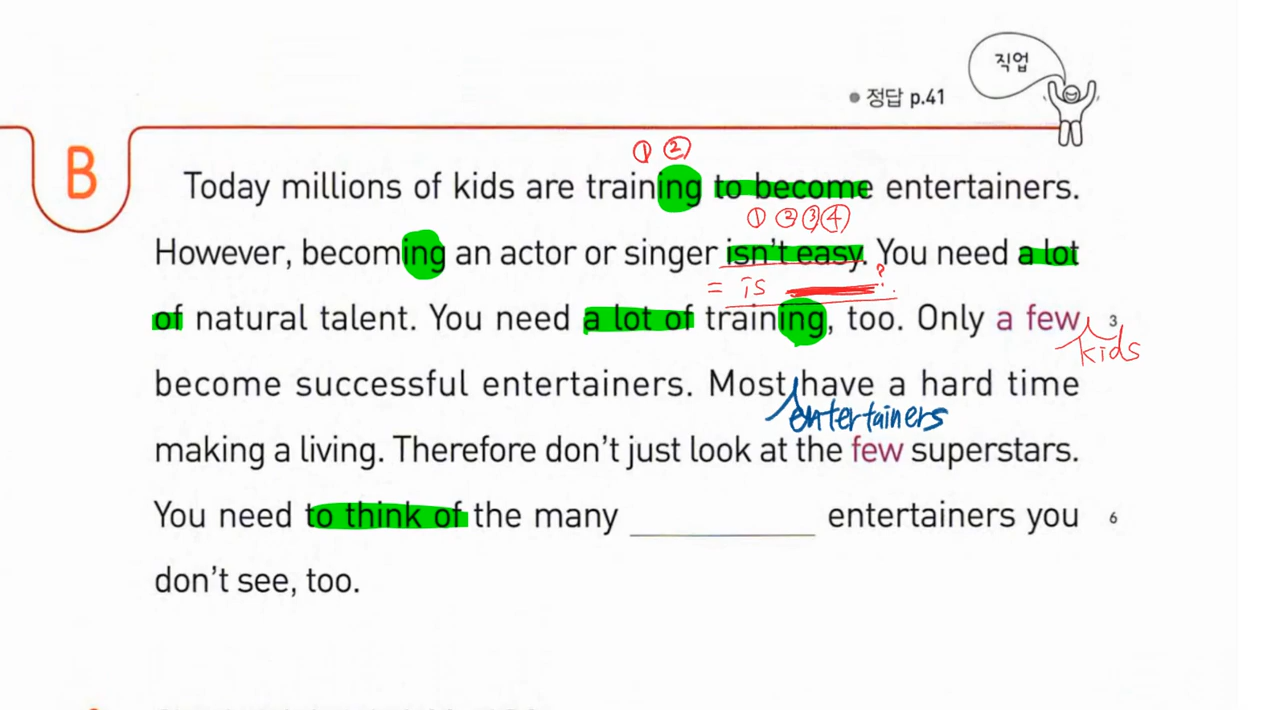 직업
정답 p.41
B
① ②
Today millions of kids are training to become entertainers.
① ② ③ ④
However, becoming an actor or singer isn't easy. You need a lot
= is ?
of natural talent. You need a lot of training, too. Only a few 3
kids
become successful entertainers. Most have a hard time
entertainers
making a living. Therefore don't just look at the few superstars.
You need to think of the many ________ entertainers you 6
don't see, too.